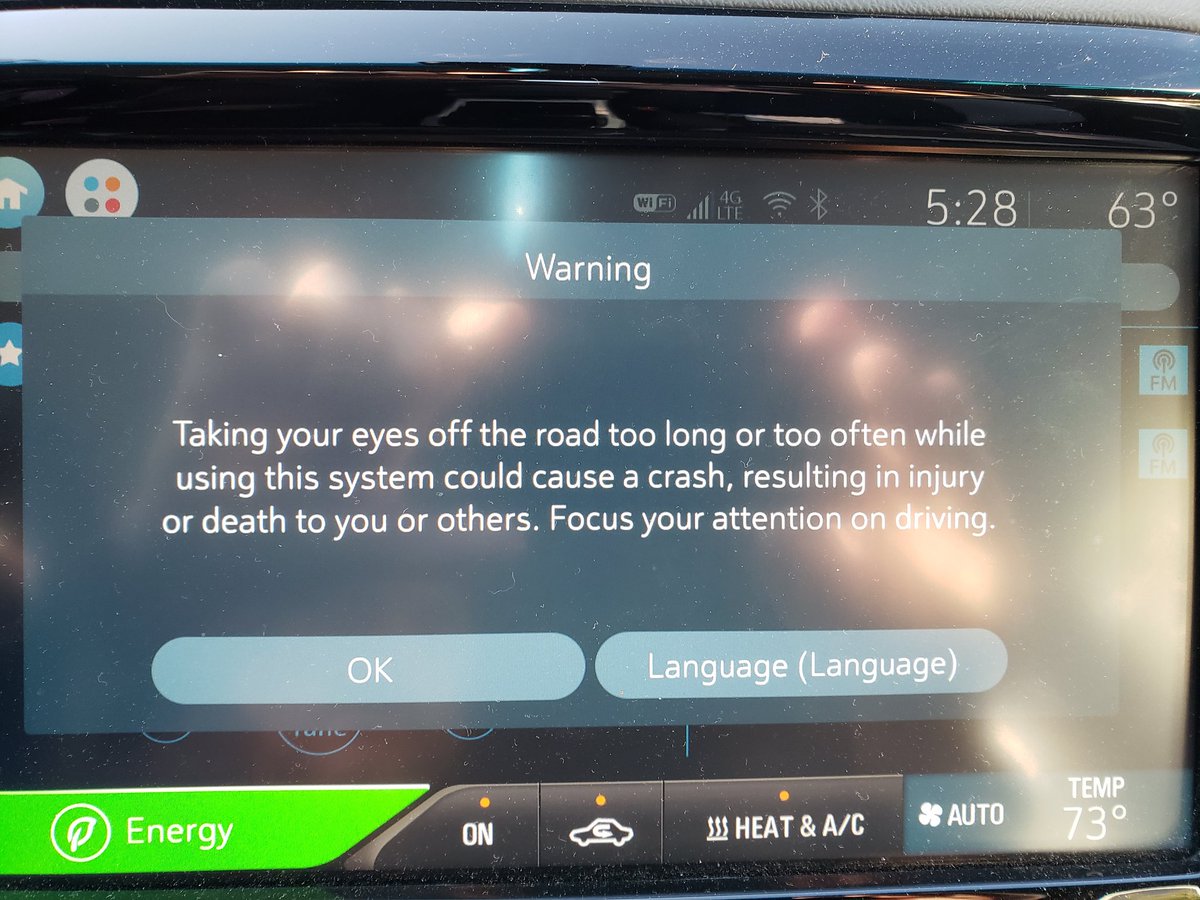 WiFi 4G LTE 5:28 63°
Warning
FM
Taking your eyes off the road too long or too often while
FM
using this system could cause a crash, resulting in injury
or death to you or others. Focus your attention on driving.
OK Language (Language)
Energy ON HEAT & A/C AUTO TEMP
73°